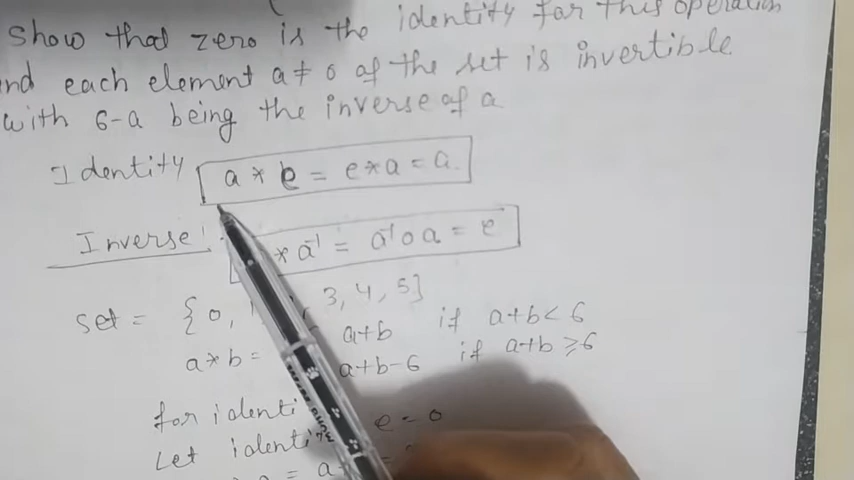 show that zero is the identity for this operation
nd each element a ≠ 0 of the set is invertible
with 6-a being the inverse of a
Identity a * e = e * a = a.
Inverse! * a⁻¹ = a⁻¹ o a = e
set = {0, 3, 4, 5}
a+b if a+b < 6
a * b =
a+b-6 if a+b ≥ 6
for identi e = 0
Let identi
= a